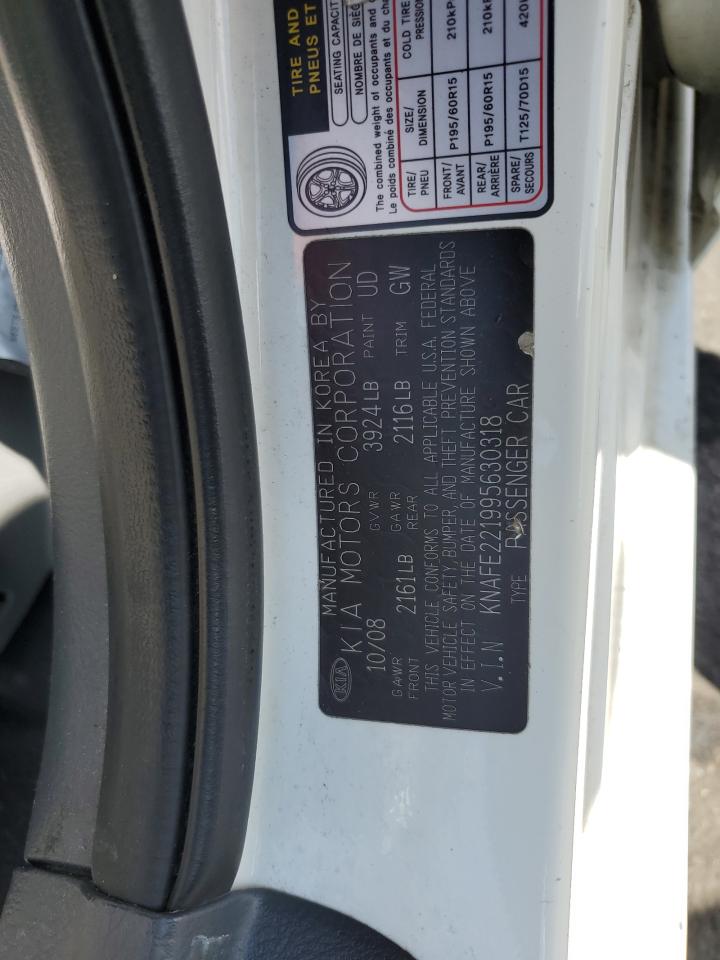 TIRE AND
PNEUS ET
SEATING CAPACIT
NOMBRE DE SIÈG
The combined weight of occupants and
Le poids combiné des occupants et du
TIRE/ PNEU SIZE/ DIMENSION COLD TIRE PRESSION
FRONT/ AVANT P195/60R15 210kP
REAR/ ARRIÈRE P195/60R15 210kP
SPARE/ SECOURS T125/70D15 420k
MANUFACTURED IN KOREA BY
KIA KIA MOTORS CORPORATION
10/08 GVWR 3924LB PAINT UD
GAWR FRONT 2161LB GAWR REAR 2116LB TRIM GW
THIS VEHICLE CONFORMS TO ALL APPLICABLE U.S.A. FEDERAL
MOTOR VEHICLE SAFETY, BUMPER, AND THEFT PREVENTION STANDARDS
IN EFFECT ON THE DATE OF MANUFACTURE SHOWN ABOVE
V.I.N KNAFE221995630318
TYPE PASSENGER CAR